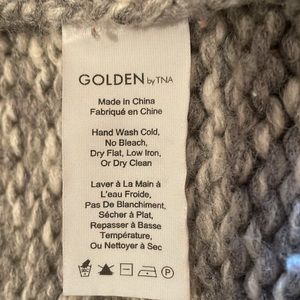 GOLDEN by TNA
Made in China
Fabriqué en Chine
Hand Wash Cold,
No Bleach,
Dry Flat, Low Iron,
Or Dry Clean
Laver à La Main à
L'eau Froide,
Pas De Blanchiment,
Sécher à Plat,
Repasser à Basse
Température,
Ou Nettoyer à Sec
P